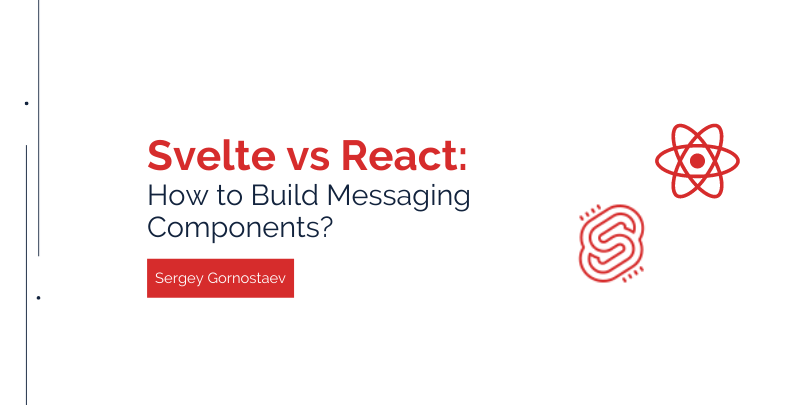 Svelte vs React:
How to Build Messaging
Components?
Sergey Gornostaev